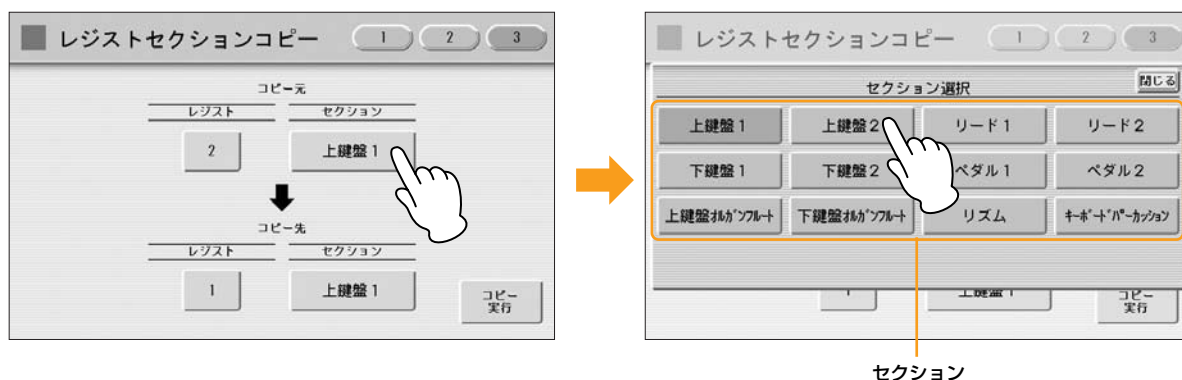 レジストセクションコピー 1 2 3
コピー元
レジスト セクション
2 上鍵盤1
コピー先
レジスト セクション
1 上鍵盤1
コピー
実行
レジストセクションコピー 1 2 3
セクション選択 閉じる
上鍵盤1 上鍵盤2 リード1 リード2
下鍵盤1 下鍵盤2 ペダル1 ペダル2
上鍵盤ｵﾙｶﾞﾝﾌﾙｰﾄ 下鍵盤ｵﾙｶﾞﾝﾌﾙｰﾄ リズム ｷｰﾎﾞｰﾄﾞﾊﾟｰｶｯｼｮﾝ
1 上鍵盤1
コピー
実行
セクション